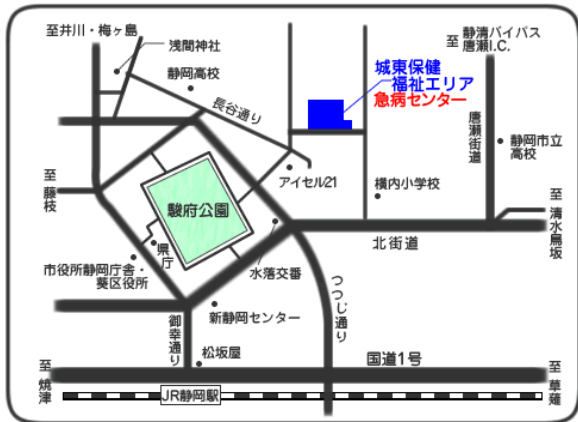 至井川・梅ヶ島
浅間神社
静岡高校
長谷通り
至
静清バイパス
唐瀬I.C.
城東保健
福祉エリア
急病センター
唐瀬街道
静岡市立
高校
至藤枝
駿府公園
アイセル21
横内小学校
至清水鳥坂
県庁
市役所静岡庁舎・
葵区役所
水落交番
北街道
つつじ通り
御幸通り
新静岡センター
松坂屋
国道1号
至焼津
JR静岡駅
至草薙